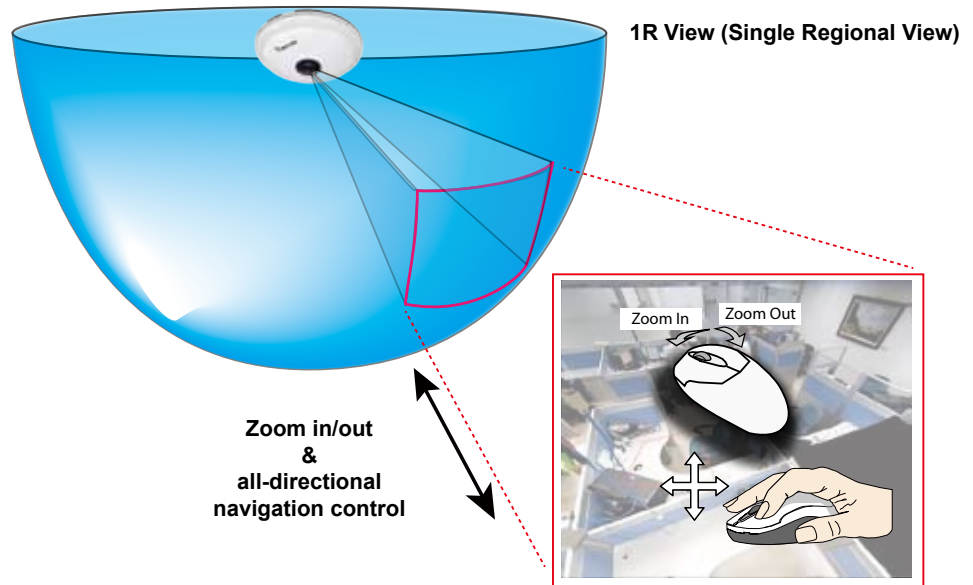 1R View (Single Regional View)
Zoom In
Zoom Out
Zoom in/out
&
all-directional
navigation control